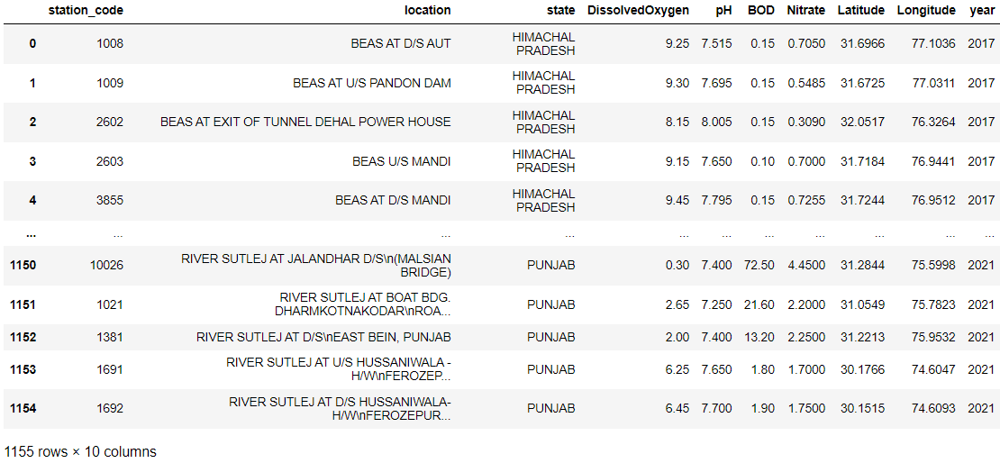 station_code location state DissolvedOxygen pH BOD Nitrate Latitude Longitude year
0 1008 BEAS AT D/S AUT HIMACHAL PRADESH 9.25 7.515 0.15 0.7050 31.6966 77.1036 2017
1 1009 BEAS AT U/S PANDON DAM HIMACHAL PRADESH 9.30 7.695 0.15 0.5485 31.6725 77.0311 2017
2 2602 BEAS AT EXIT OF TUNNEL DEHAL POWER HOUSE HIMACHAL PRADESH 8.15 8.005 0.15 0.3090 32.0517 76.3264 2017
3 2603 BEAS U/S MANDI HIMACHAL PRADESH 9.15 7.650 0.10 0.7000 31.7184 76.9441 2017
4 3855 BEAS AT D/S MANDI HIMACHAL PRADESH 9.45 7.795 0.15 0.7255 31.7244 76.9512 2017
... ... ... ... ... ... ... ... ... ... ...
1150 10026 RIVER SUTLEJ AT JALANDHAR D/S\n(MALSIAN BRIDGE) PUNJAB 0.30 7.400 72.50 4.4500 31.2844 75.5998 2021
1151 1021 RIVER SUTLEJ AT BOAT BDG. DHARMKOTNAKODAR\nROA... PUNJAB 2.65 7.250 21.60 2.2000 31.0549 75.7823 2021
1152 1381 RIVER SUTLEJ AT D/S\nEAST BEIN, PUNJAB PUNJAB 2.00 7.400 13.20 2.2500 31.2213 75.9532 2021
1153 1691 RIVER SUTLEJ AT U/S HUSSANIWALA - H/W\nFEROZEP... PUNJAB 6.25 7.650 1.80 1.7000 30.1766 74.6047 2021
1154 1692 RIVER SUTLEJ AT D/S HUSSANIWALA- H/W\nFEROZEPUR... PUNJAB 6.45 7.700 1.90 1.7500 30.1515 74.6093 2021
1155 rows × 10 columns